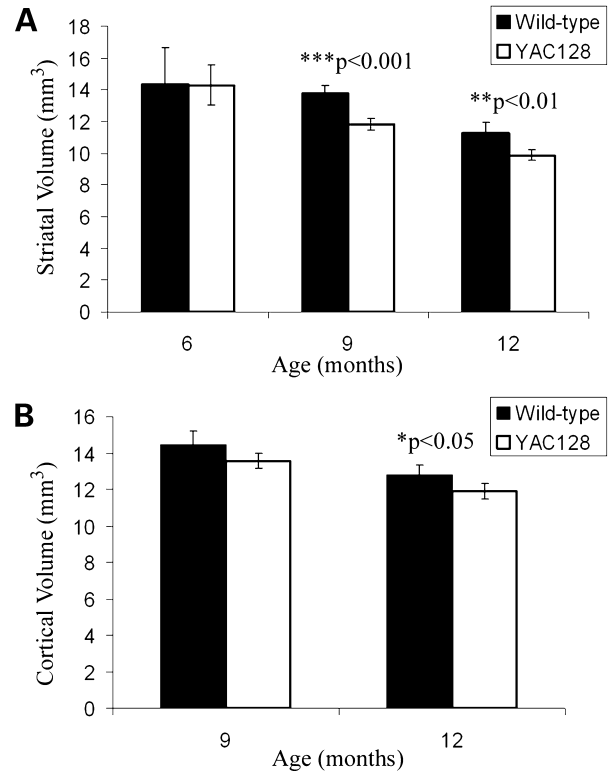 A
Wild-type
YAC128
Striatal Volume (mm3)
18
16
14
12
10
8
6
4
2
0
***p<0.001
**p<0.01
6
9
12
Age (months)
B
Wild-type
YAC128
Cortical Volume (mm3)
16
14
12
10
8
6
4
2
0
*p<0.05
9
12
Age (months)